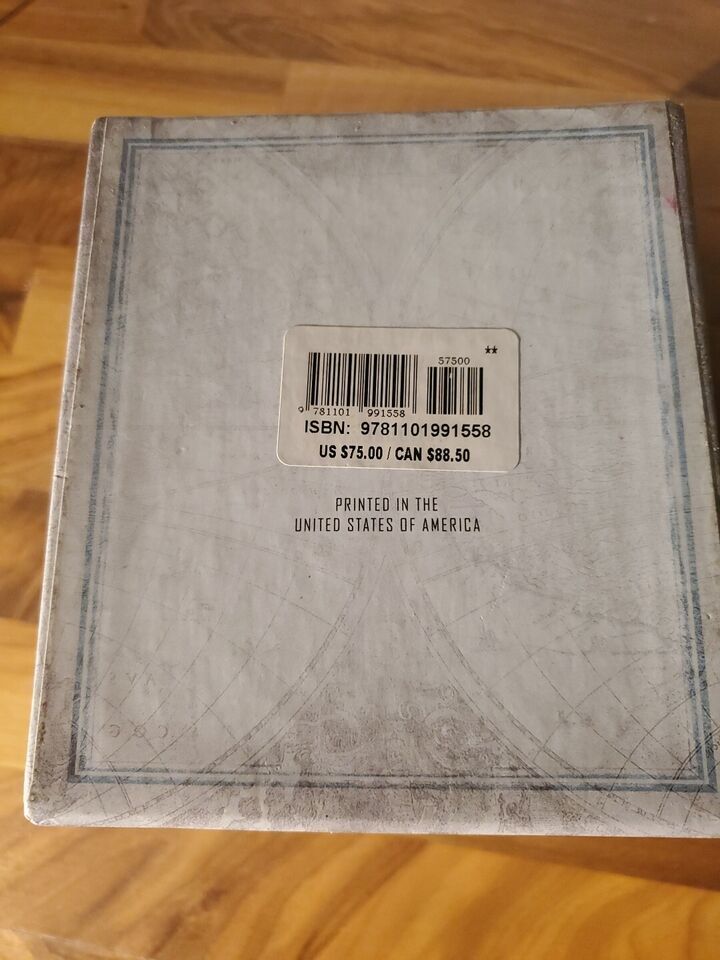 57500
**
9 781101 991558
ISBN: 9781101991558
US $75.00 / CAN $88.50
PRINTED IN THE
UNITED STATES OF AMERICA